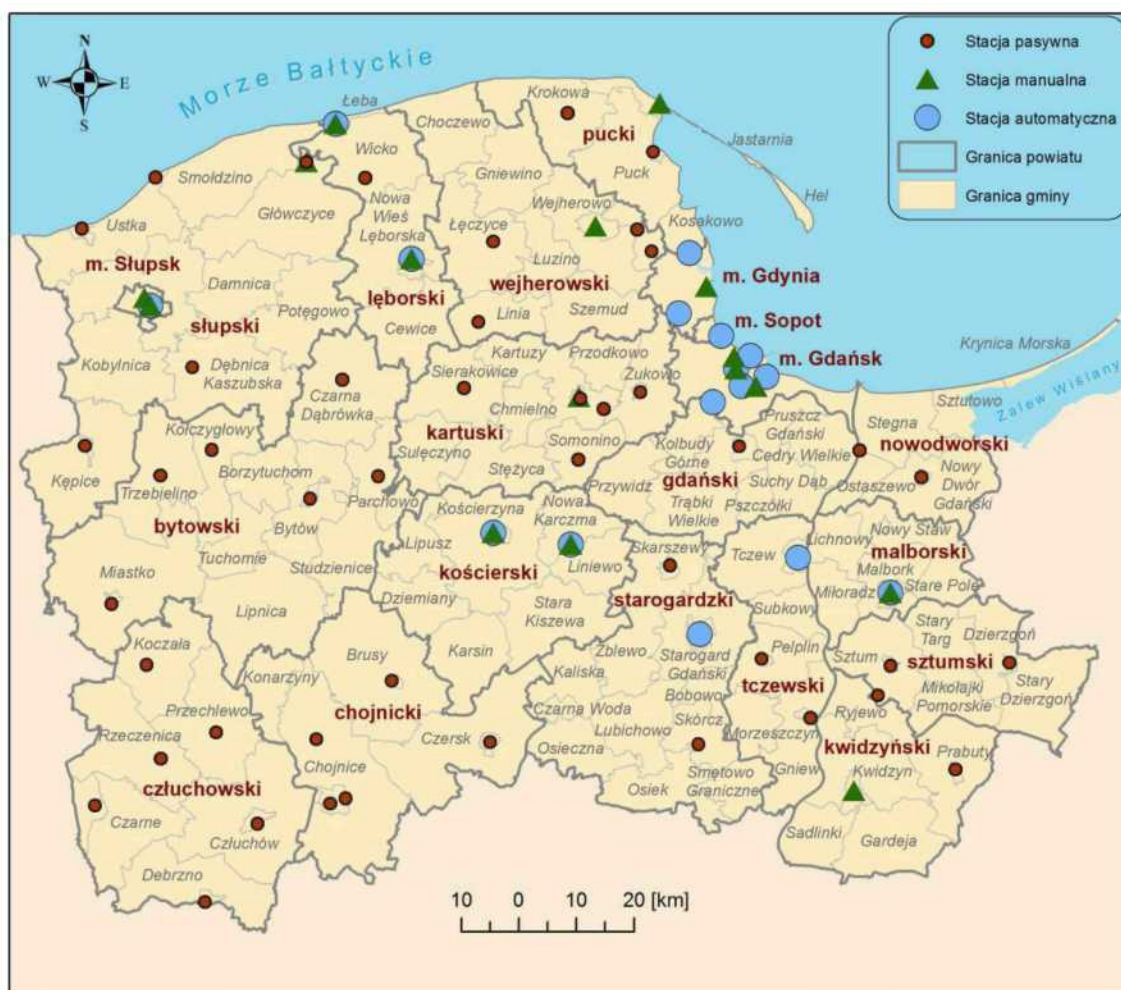 N
W E
S
Morze Bałtyckie
Stacja pasywna
Stacja manualna
Stacja automatyczna
Granica powiatu
Granica gminy
Łeba
Choczewo
Krokowa
pucki
Jastarnia
Wicko
Smołdzino
Gniewino
Puck
Hel
Główczyce
Nowa
Wieś
Lęborska
Wejherowo
Kosakowo
Ustka
Łęczyce
m. Słupsk
Luzino
m. Gdynia
Damnica
lęborski
wejherowski
słupski
Potęgowo
Cewice
Linia
Szemud
m. Sopot
Kobylnica
Dębnica
Kaszubska
Kartuzy
Przodkowo
m. Gdańsk
Krynica Morska
Sierakowice
Żukowo
Czarna
Dąbrówka
Chmielno
Zalew Wiślany
Sztutowo
Kołczygłowy
kartuski
Pruszcz
Gdański
Stegna
Borzytuchom
Sulęczyno
Somonino
Kolbudy
Górne
Cedry Wielkie
nowodworski
Kępice
Trzebielino
Parchowo
Stężyca
Przywidz
gdański
Suchy Dąb
Ostaszewo
Nowy
Dwór
Gdański
Trąbki
Wielkie
Pszczółki
bytowski
Bytów
Kościerzyna
Nowa
Karczma
Tuchomie
Studzienice
Lipusz
Liniewo
Skarszewy
Tczew
Lichnowy
Nowy Staw
malborski
Malbork
Miastko
kościerski
Dziemiany
Miłoradz
Stare Pole
Lipnica
Stara
Kiszewa
starogardzki
Subkowy
Koczała
Brusy
Karsin
Zblewo
Starogard
Gdański
Pelplin
Stary
Targ
Dzierzgoń
Konarzyny
Kaliska
Sztum
sztumski
Stary
Dzierzgoń
Przechlewo
chojnicki
Czarna Woda
Bobowo
tczewski
Mikołajki
Pomorskie
Rzeczenica
Czersk
Lubichowo
Skórcz
Ryjewo
Osieczna
Morzeszczyn
kwidzyński
Prabuty
człuchowski
Chojnice
Osiek
Smętowo
Graniczne
Gniew
Kwidzyn
Czarne
Człuchów
Sadlinki
Gardeja
Debrzno
10 0 10 20 [km]